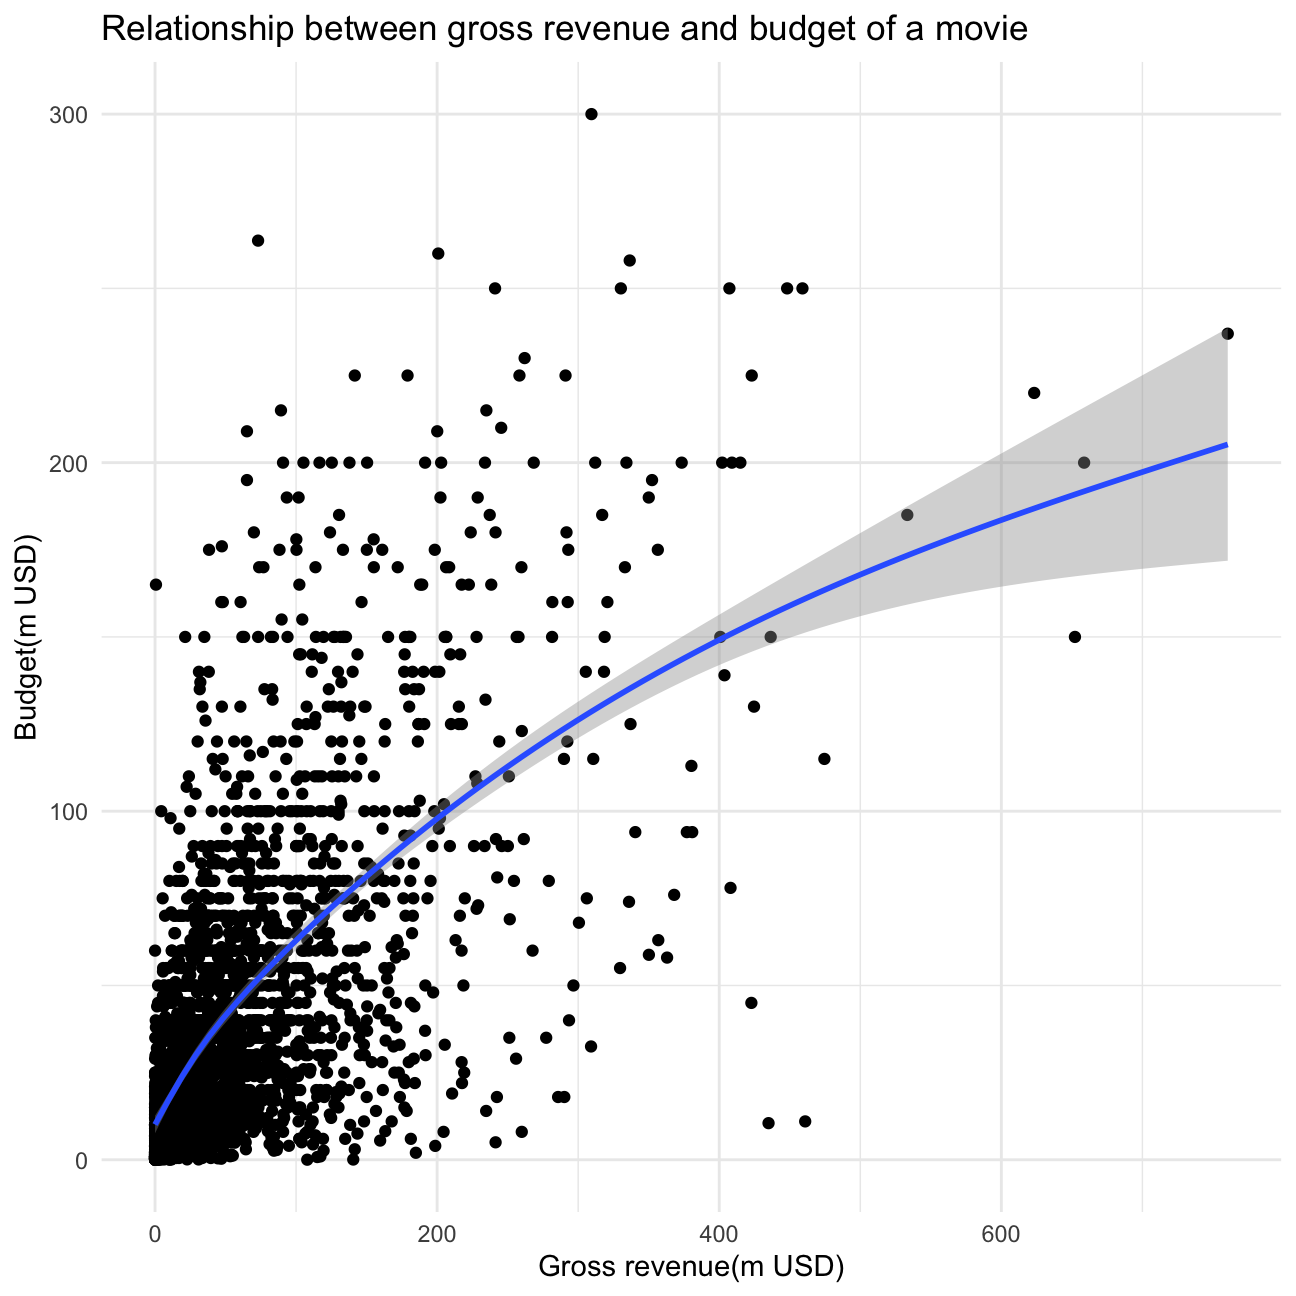 Relationship between gross revenue and budget of a movie
300
200
100
0
Budget(m USD)
0 200 400 600
Gross revenue(m USD)